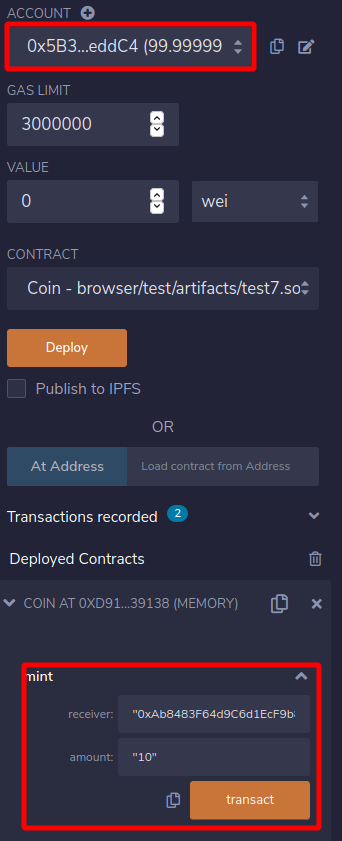 ACCOUNT
0x5B3...eddC4 (99.99999
GAS LIMIT
3000000
VALUE
0
wei
CONTRACT
Coin - browser/test/artifacts/test7.so
Deploy
Publish to IPFS
OR
At Address
Load contract from Address
Transactions recorded 2
Deployed Contracts
COIN AT 0XD91...39138 (MEMORY)
mint
receiver: "0xAb8483F64d9C6d1EcF9b
amount: "10"
transact